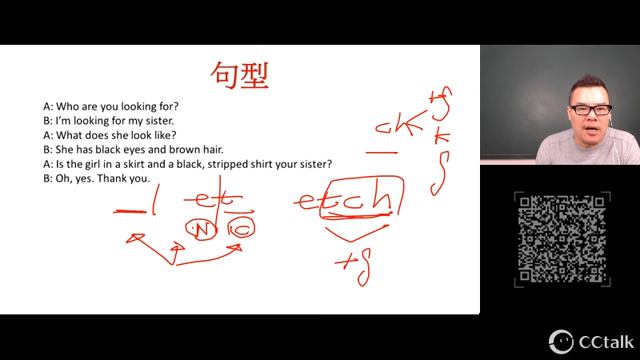 句型
A: Who are you looking for?
B: I'm looking for my sister.
A: What does she look like?
B: She has black eyes and brown hair.
A: Is the girl in a skirt and a black, stripped shirt your sister?
B: Oh, yes. Thank you.
ck
k
et
etch
N
C
CCtalk